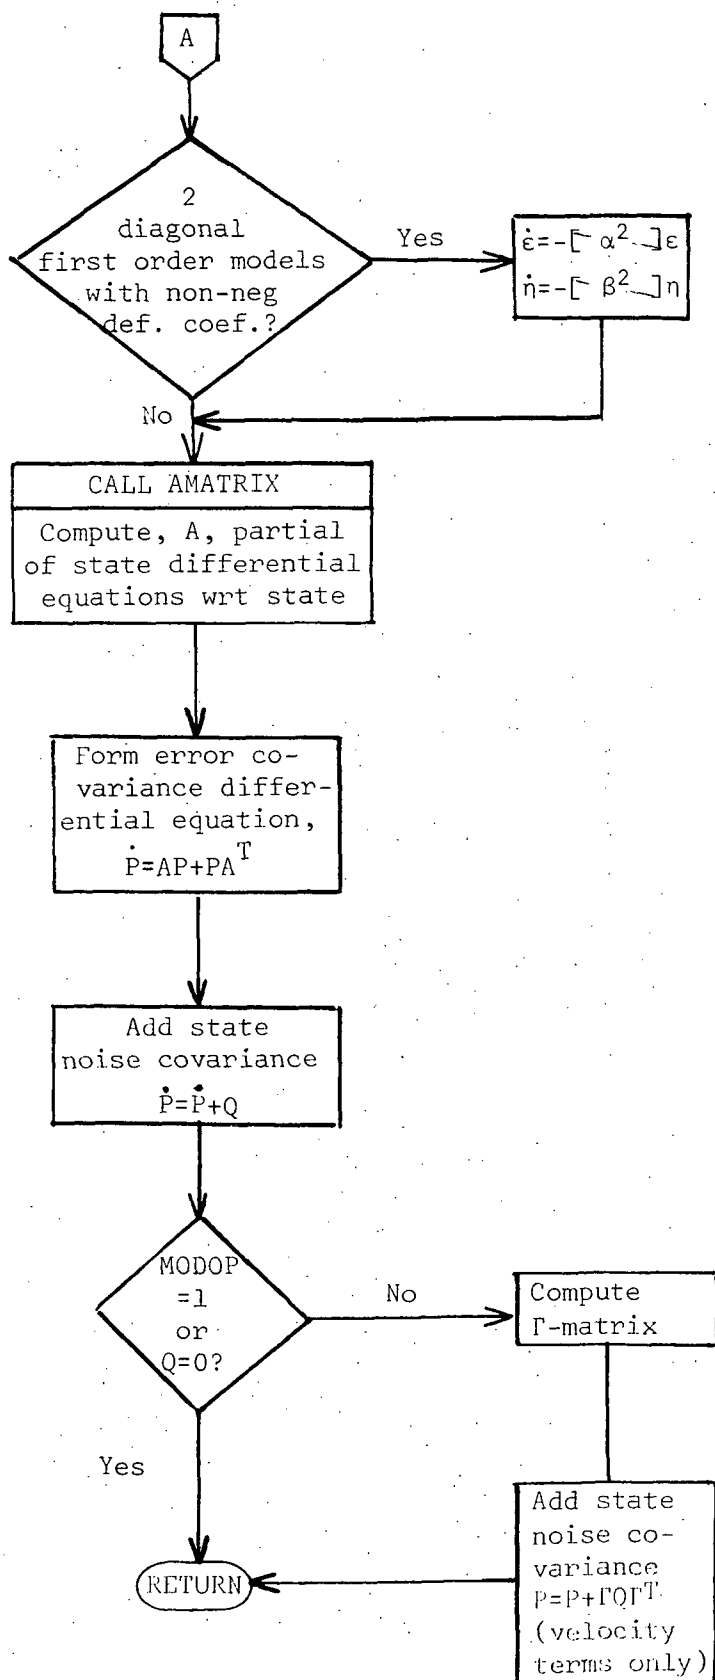 A
2
diagonal
first order models
with non-neg
def. coef.?
Yes
ε̇=-[ α² ]ε
η̇=-[ β² ]η
No
CALL AMATRIX
Compute, A, partial
of state differential
equations wrt state
Form error co-
variance differ-
ential equation,
Ṗ=AP+PAᵀ
Add state
noise covariance
Ṗ=Ṗ+Q
MODOP
=1
or
Q=0?
No
Compute
Γ-matrix
Yes
Add state
noise co-
variance
P=P+ΓQΓᵀ
(velocity
terms only)
RETURN